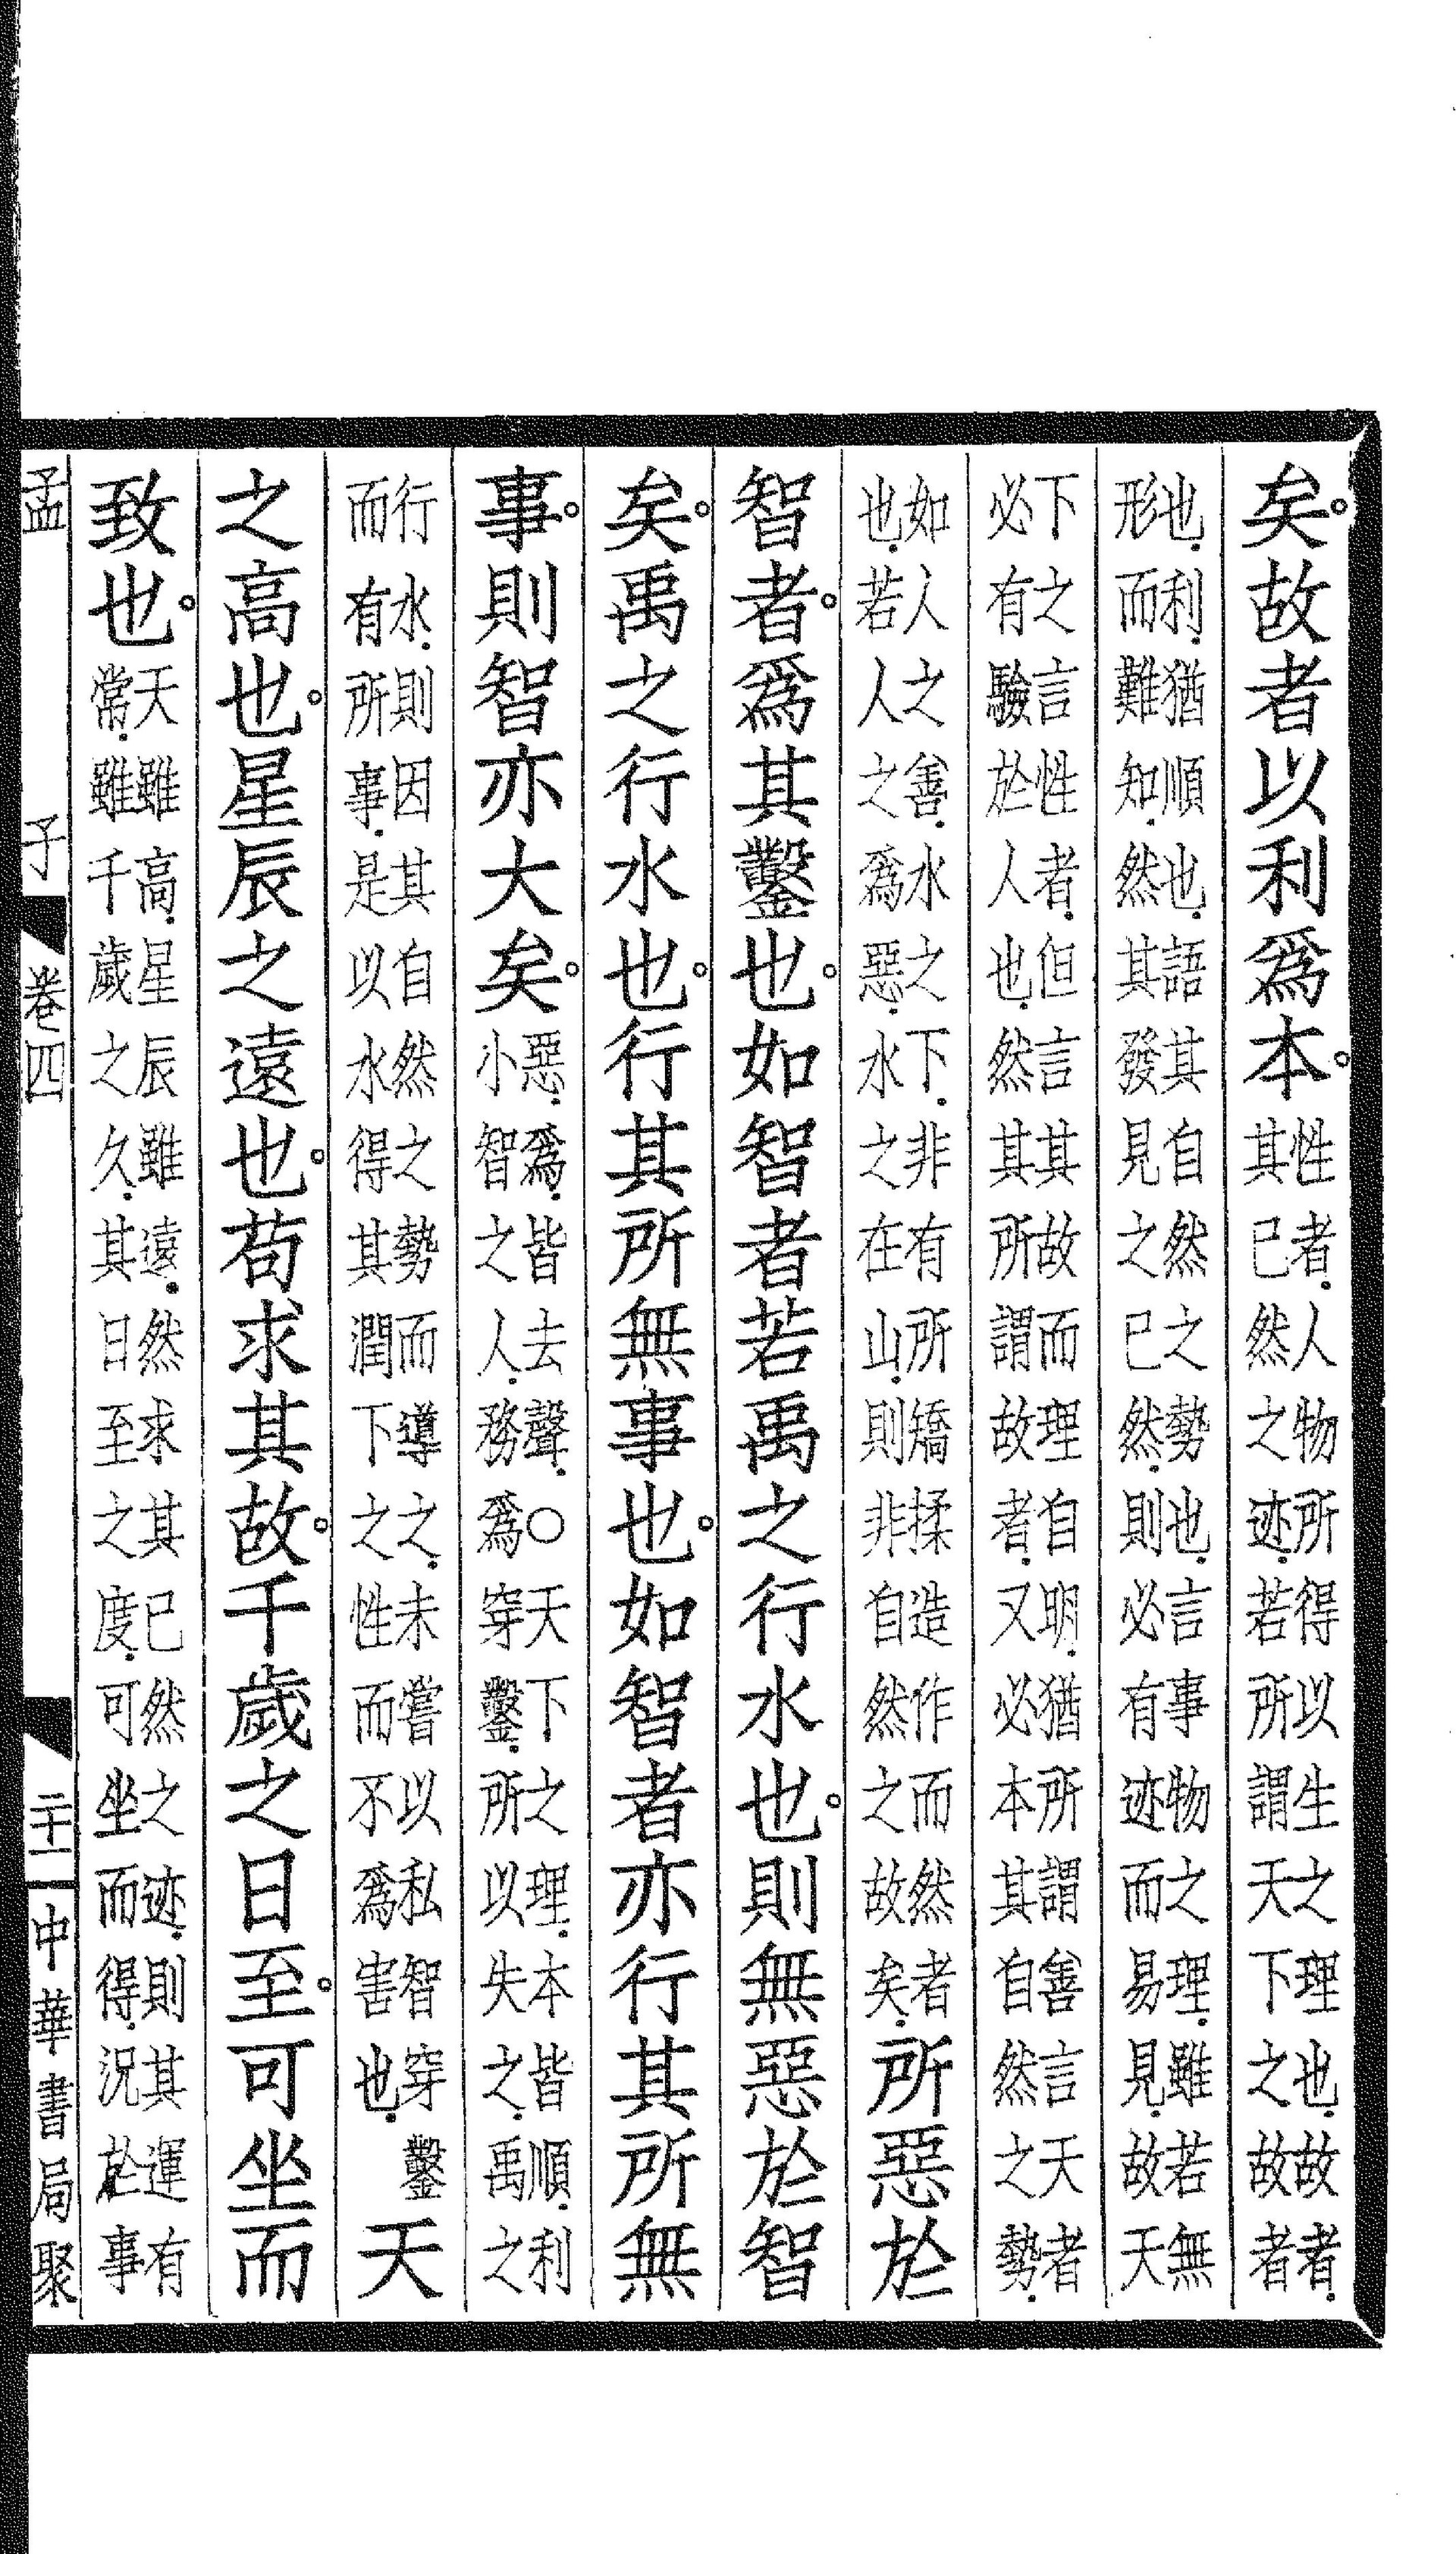 矣。故者以利爲本。性者．人物所得以生之理也．故者．
其已然之迹．若所謂天下之故者
也．利．猶順也．語其自然之勢也．言事物之理．雖若無
形而難知．然其發見之已然．則必有迹而易見．故天
下之言性者．但言其故而理自明．猶所謂善言天者
必有驗於人也．然其所謂故者．又必本其自然之勢．
如人之善．水之下．非有所矯揉造作而然者
也．若人之爲惡．水之在山．則非自然之故矣．所惡於
智者。爲其鑿也。如智者若禹之行水也。則無惡於智
矣。禹之行水也。行其所無事也。如智者亦行其所無
事。則智亦大矣。惡．爲．皆去聲．○天下之理．本皆順．利
小智之人．務爲穿鑿．所以失之．禹之
行水．則因其自然之勢而導之．未嘗以私智穿鑿
而有所事．是以水得其潤下之性而不爲害也．天
之高也。星辰之遠也。苟求其故。千歲之日至。可坐而
致也。天雖高．星辰雖遠．然求其已然之迹．則其運有
常．雖千歲之久．其日至之度．可坐而得．況於事
孟子 卷四 二十一 中華書局聚